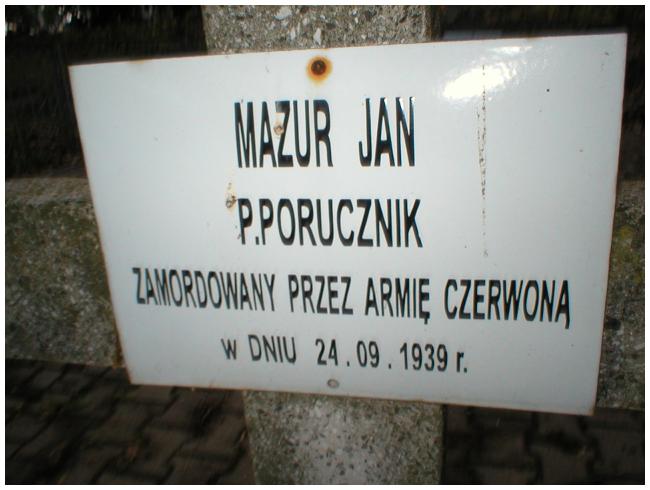 MAZUR JAN
P.PORUCZNIK
ZAMORDOWANY PRZEZ ARMIĘ CZERWONĄ
w DNIU 24.09.1939 r.